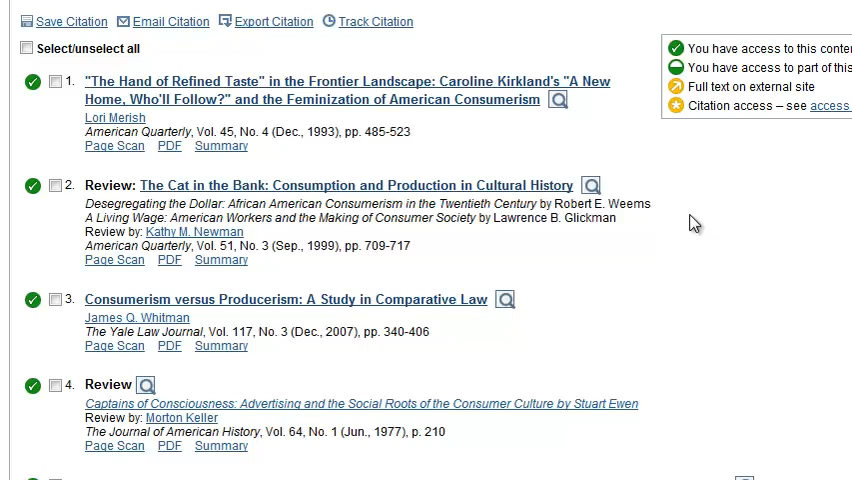 Save Citation Email Citation Export Citation Track Citation
Select/unselect all
You have access to this conte
You have access to part of this
Full text on external site
Citation access – see access
1. "The Hand of Refined Taste" in the Frontier Landscape: Caroline Kirkland's "A New
Home, Who'll Follow?" and the Feminization of American Consumerism
Lori Merish
American Quarterly, Vol. 45, No. 4 (Dec., 1993), pp. 485-523
Page Scan PDF Summary
2. Review: The Cat in the Bank: Consumption and Production in Cultural History
Desegregating the Dollar: African American Consumerism in the Twentieth Century by Robert E. Weems
A Living Wage: American Workers and the Making of Consumer Society by Lawrence B. Glickman
Review by: Kathy M. Newman
American Quarterly, Vol. 51, No. 3 (Sep., 1999), pp. 709-717
Page Scan PDF Summary
3. Consumerism versus Producerism: A Study in Comparative Law
James Q. Whitman
The Yale Law Journal, Vol. 117, No. 3 (Dec., 2007), pp. 340-406
Page Scan PDF Summary
4. Review
Captains of Consciousness: Advertising and the Social Roots of the Consumer Culture by Stuart Ewen
Review by: Morton Keller
The Journal of American History, Vol. 64, No. 1 (Jun., 1977), p. 210
Page Scan PDF Summary